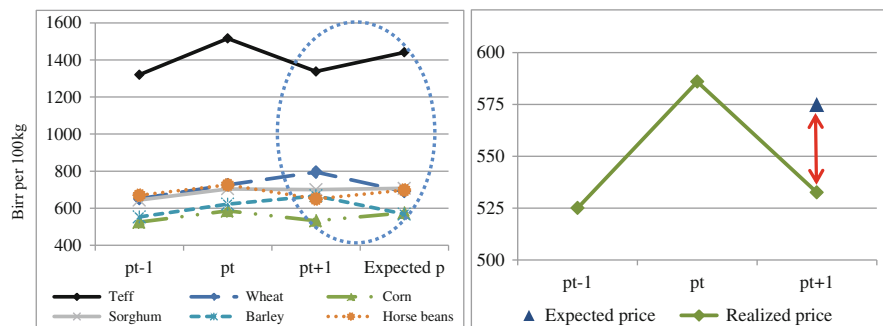 1600
1400
1200
1000
800
600
400
Birr per 100kg
pt-1 pt pt+1 Expected p
Teff Wheat Corn
Sorghum Barley Horse beans
600
575
550
525
500
pt-1 pt pt+1
Expected price Realized price